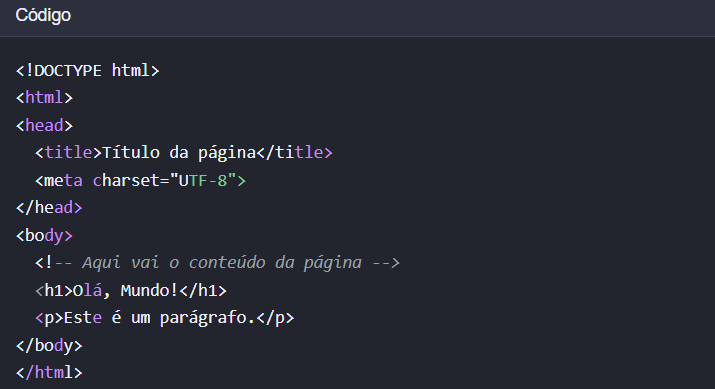 Código
<!DOCTYPE html>
<html>
<head>
  <title>Título da página</title>
  <meta charset="UTF-8">
</head>
<body>
  <!-- Aqui vai o conteúdo da página -->
  <h1>Olá, Mundo!</h1>
  <p>Este é um parágrafo.</p>
</body>
</html>